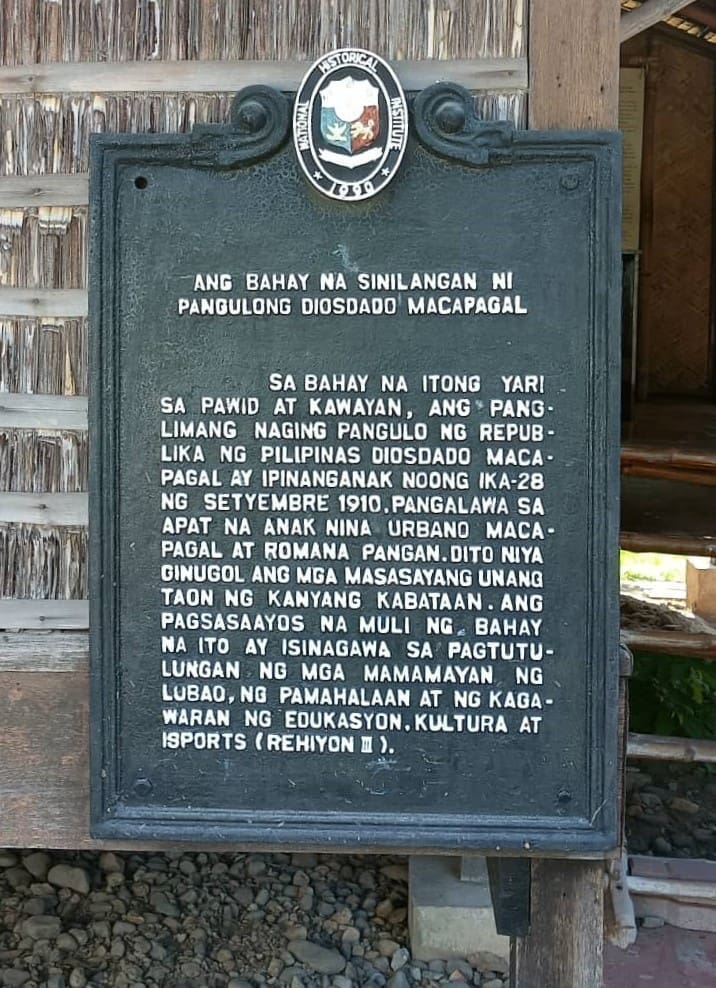 NATIONAL HISTORICAL INSTITUTE
1990
ANG BAHAY NA SINILANGAN NI
PANGULONG DIOSDADO MACAPAGAL
SA BAHAY NA ITONG YARI
SA PAWID AT KAWAYAN, ANG PANG-
LIMANG NAGING PANGULO NG REPUB-
LIKA NG PILIPINAS DIOSDADO MACA-
PAGAL AY IPINANGANAK NOONG IKA-28
NG SETYEMBRE 1910, PANGALAWA SA
APAT NA ANAK NINA URBANO MACA-
PAGAL AT ROMANA PANGAN. DITO NIYA
GINUGOL ANG MGA MASASAYANG UNANG
TAON NG KANYANG KABATAAN. ANG
PAGSASAAYOS NA MULI NG BAHAY
NA ITO AY ISINAGAWA SA PAGTUTU-
LUNGAN NG MGA MAMAMAYAN NG
LUBAO, NG PAMAHALAAN AT NG KAGA-
WARAN NG EDUKASYON, KULTURA AT
ISPORTS (REHIYON III).